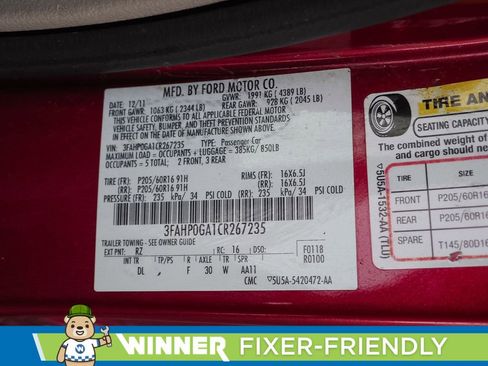 MFD. BY FORD MOTOR CO.
12/11 GVWR: 1991 KG ( 4389 LB)
FRONT GAWR: 1063 KG ( 2344 LB) REAR GAWR: 928 KG ( 2045 LB)
THIS VEHICLE CONFORMS TO ALL APPLICABLE FEDERAL MOTOR
VEHICLE SAFETY, BUMPER, AND THEFT PREVENTION STANDARDS
IN EFFECT ON THE DATE OF MANUFACTURE SHOWN ABOVE.
VIN: 3FAHP0GA1CR267235 TYPE: Passenger Car
MAXIMUM LOAD = OCCUPANTS + LUGGAGE = 385KG/ 850LB
OCCUPANTS = 5 TOTAL: 2 FRONT, 3 REAR
TIRE (FR): P205/60R16 91H RIMS (FR): 16X6.5J
(RR): P205/60R16 91H (RR): 16X6.5J
PRESSURE (FR): 235 kPa/ 34 PSI COLD (RR): 235 kPa/ 34 PSI COLD
3FAHP0GA1CR267235
TRAILER TOWING - SEE OWNER GUIDE
EXT PNT: RZ RC: 16 DSO: F0118
R0100
INT TR TP/PS R AXLE TR SPR
DL F 30 W AA11
CMC ▽5U5A-5420472-AA
▽5U5A-1532-AA (TLU)
TIRE AN
SEATING CAPACITY
The combined weight of
and cargo should
TIRE
FRONT P205/60R16
REAR P205/60R16
SPARE T145/80D16
WINNER FIXER-FRIENDLY